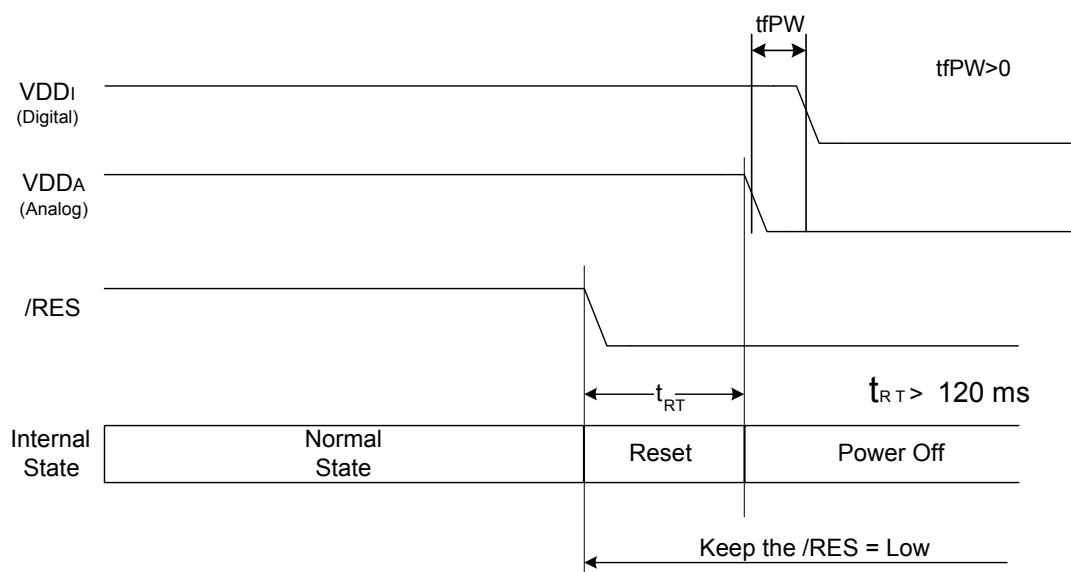 tfPW
tfPW>0
VDDI
(Digital)
VDDA
(Analog)
/RES
tRT
tRT > 120 ms
Internal
State
Normal
State
Reset
Power Off
Keep the /RES = Low